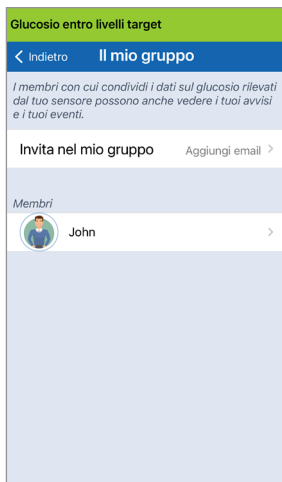 Glucosio entro livelli target
Indietro
Il mio gruppo
I membri con cui condividi i dati sul glucosio rilevati
dal tuo sensore possono anche vedere i tuoi avvisi
e i tuoi eventi.
Invita nel mio gruppo
Aggiungi email
Membri
John